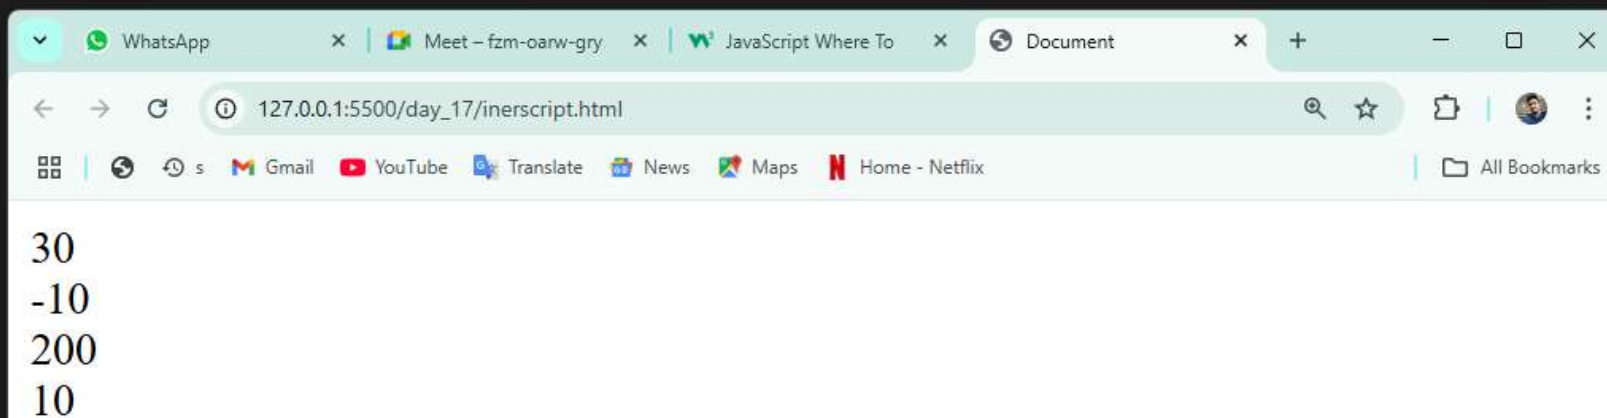 WhatsApp
Meet – fzm-oarw-gry
JavaScript Where To
Document
127.0.0.1:5500/day_17/inerscript.html
s
Gmail
YouTube
Translate
News
Maps
Home - Netflix
All Bookmarks
30
-10
200
10